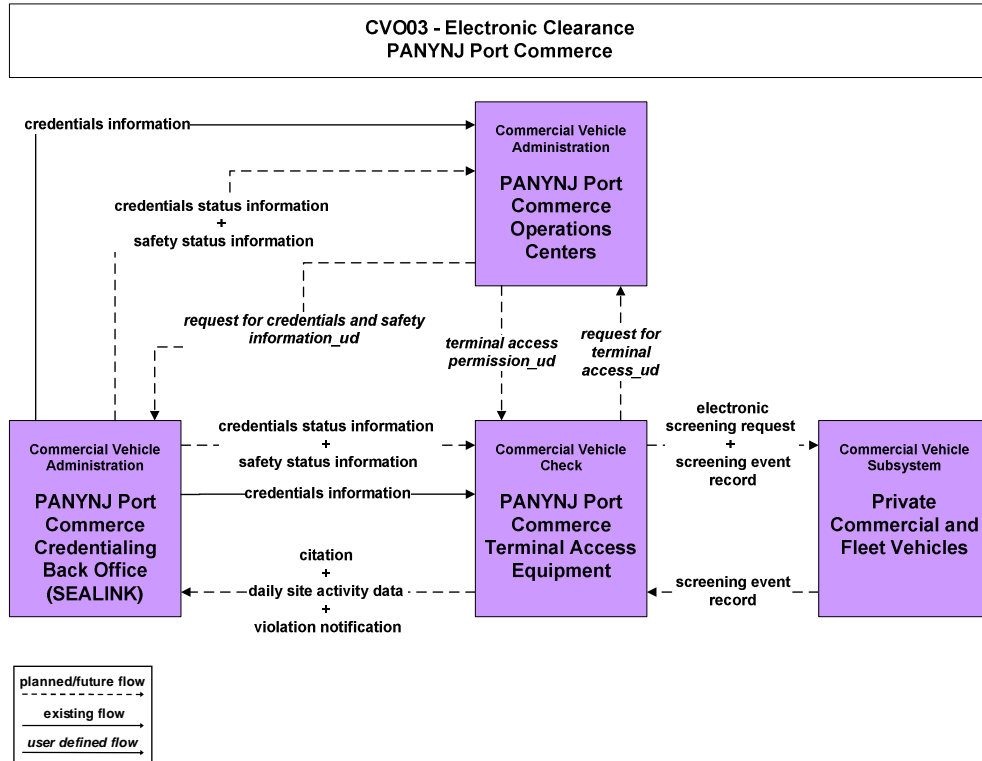 CVO03 - Electronic Clearance
PANYNJ Port Commerce
credentials information
Commercial Vehicle
Administration
PANYNJ Port
Commerce
Operations
Centers
credentials status information
+
safety status information
request for credentials and safety
information_ud
terminal access
permission_ud
request for
terminal
access_ud
Commercial Vehicle
Administration
PANYNJ Port
Commerce
Credentialing
Back Office
(SEALINK)
credentials status information
+
safety status information
credentials information
citation
+
daily site activity data
+
violation notification
Commercial Vehicle
Check
PANYNJ Port
Commerce
Terminal Access
Equipment
electronic
screening request
+
screening event
record
screening event
record
Commercial Vehicle
Subsystem
Private
Commercial and
Fleet Vehicles
planned/future flow
existing flow
user defined flow